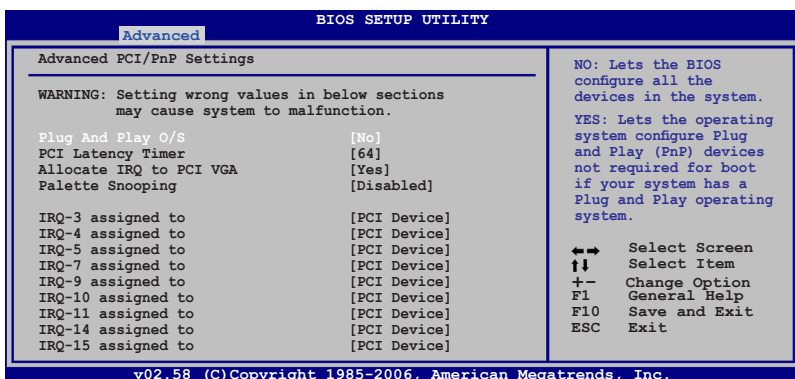 BIOS SETUP UTILITY
Advanced
Advanced PCI/PnP Settings
WARNING: Setting wrong values in below sections
may cause system to malfunction.
Plug And Play O/S [No]
PCI Latency Timer [64]
Allocate IRQ to PCI VGA [Yes]
Palette Snooping [Disabled]
IRQ-3 assigned to [PCI Device]
IRQ-4 assigned to [PCI Device]
IRQ-5 assigned to [PCI Device]
IRQ-7 assigned to [PCI Device]
IRQ-9 assigned to [PCI Device]
IRQ-10 assigned to [PCI Device]
IRQ-11 assigned to [PCI Device]
IRQ-14 assigned to [PCI Device]
IRQ-15 assigned to [PCI Device]
NO: Lets the BIOS
configure all the
devices in the system.
YES: Lets the operating
system configure Plug
and Play (PnP) devices
not required for boot
if your system has a
Plug and Play operating
system.
←→ Select Screen
↑↓ Select Item
+- Change Option
F1 General Help
F10 Save and Exit
ESC Exit
v02.58 (C)Copyright 1985-2006, American Megatrends, Inc.